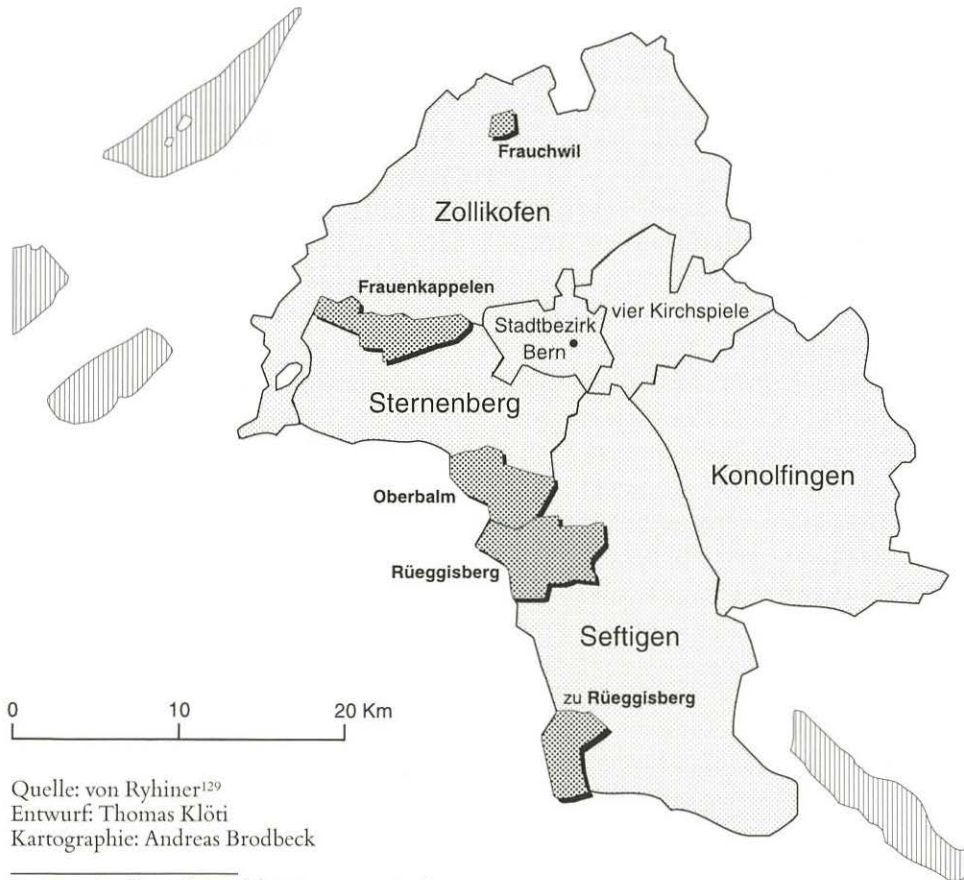 Frauchwil
Zollikofen
Frauenkappelen
vier Kirchspiele
Stadtbezirk
Bern
Sternenberg
Konolfingen
Oberbalm
Rüeggisberg
Seftigen
zu Rüeggisberg
0 10 20 Km
Quelle: von Ryhiner¹²⁹
Entwurf: Thomas Klöti
Kartographie: Andreas Brodbeck